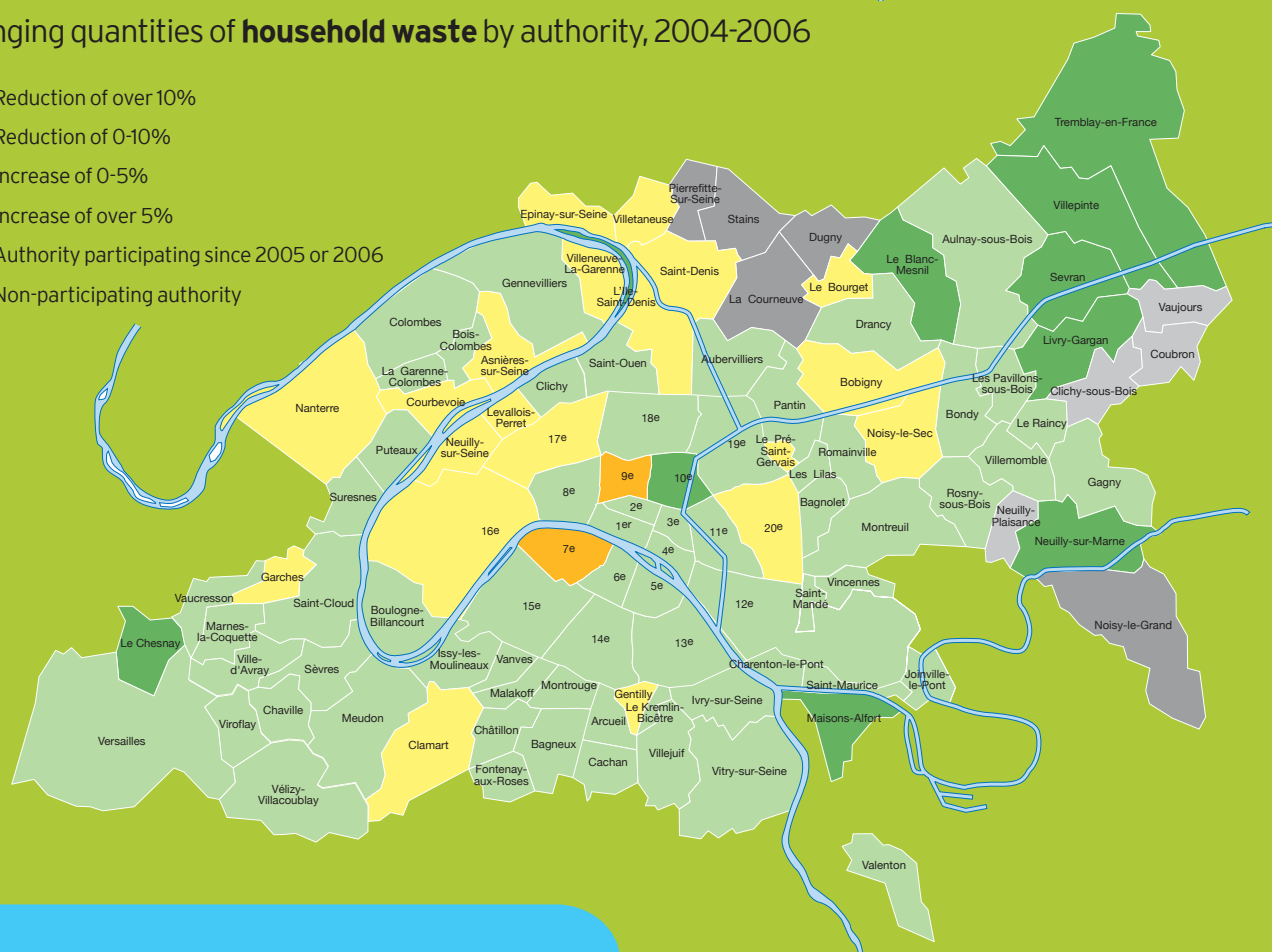 nging quantities of household waste by authority, 2004-2006
Reduction of over 10%
Reduction of 0-10%
ncrease of 0-5%
ncrease of over 5%
Authority participating since 2005 or 2006
Non-participating authority
Tremblay-en-France
Villepinte
Pierrefitte-
Sur-Seine
Epinay-sur-Seine
Villetaneuse
Stains
Dugny
Aulnay-sous-Bois
Le Blanc-
Mesnil
Villeneuve-
La-Garenne
Saint-Denis
Sevran
Gennevilliers
Le Bourget
L'Ile-
Saint-Denis
La Courneuve
Vaujours
Colombes
Drancy
Bois-
Colombes
Livry-Gargan
Coubron
Asnières-
sur-Seine
Saint-Ouen
Aubervilliers
La Garenne-
Colombes
Clichy
Bobigny
Les Pavillons-
sous-Bois
Clichy-sous-Bois
Nanterre
Courbevoie
Levallois-
Perret
Pantin
18e
Bondy
Le Raincy
Puteaux
Neuilly-
sur-Seine
17e
19e
Le Pré-
Saint-
Gervais
Romainville
Noisy-le-Sec
Villemomble
Les Lilas
9e
10e
Gagny
Suresnes
8e
2e
Bagnolet
Rosny-
sous-Bois
Neuilly-
Plaisance
16e
1er
3e
11e
20e
Montreuil
Neuilly-sur-Marne
7e
4e
Garches
6e
5e
Vincennes
Vaucresson
Saint-Cloud
Boulogne-
Billancourt
15e
12e
Saint-
Mandé
Noisy-le-Grand
Marnes-
la-Coquette
Le Chesnay
14e
13e
Ville-
d'Avray
Sèvres
Issy-les-
Moulineaux
Vanves
Charenton-le-Pont
Joinville-
le-Pont
Malakoff
Montrouge
Saint-Maurice
Gentilly
Le Kremlin-
Bicêtre
Ivry-sur-Seine
Chaville
Meudon
Viroflay
Arcueil
Maisons-Alfort
Châtillon
Versailles
Clamart
Bagneux
Villejuif
Cachan
Fontenay-
aux-Roses
Vitry-sur-Seine
Vélizy-
Villacoublay
Valenton